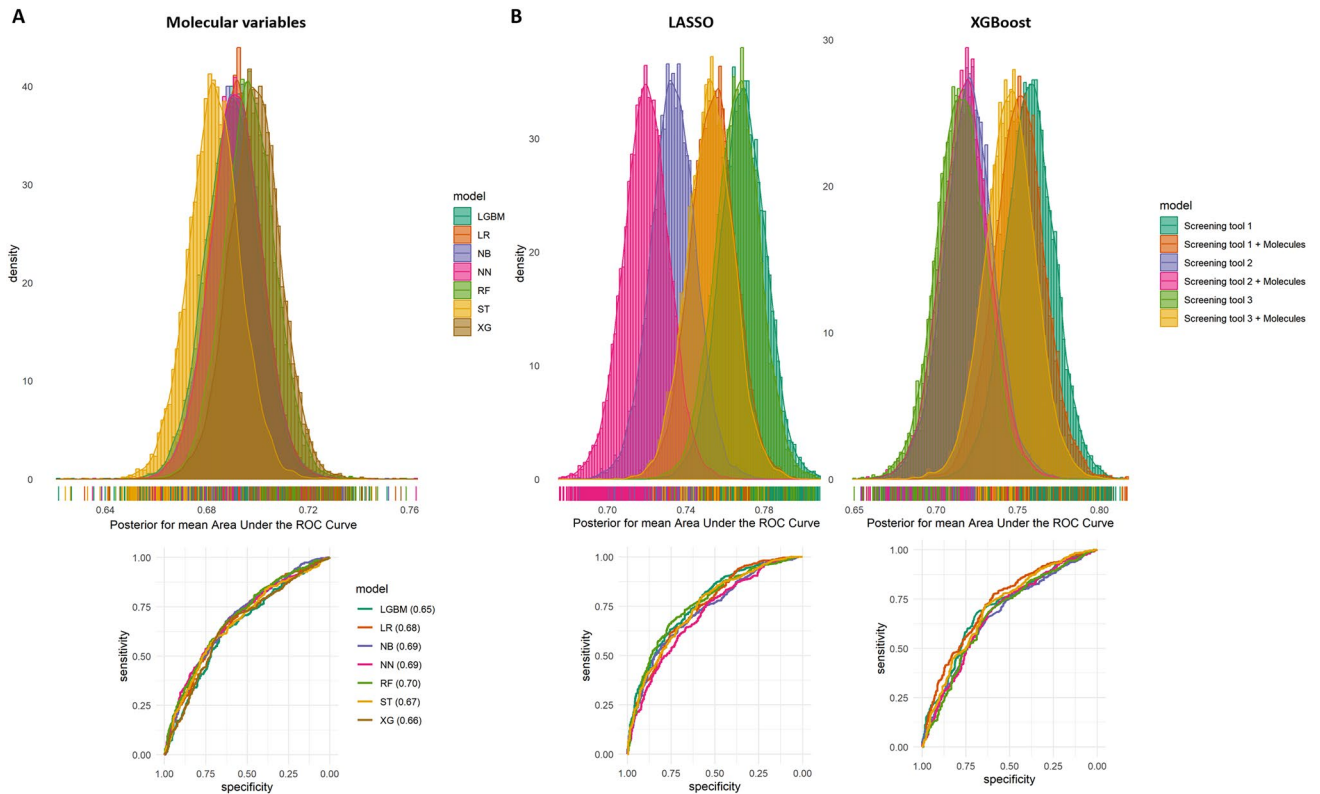 A
Molecular variables
density
40
30
20
10
0
0.64
0.68
0.72
0.76
Posterior for mean Area Under the ROC Curve
model
LGBM
LR
NB
NN
RF
ST
XG
sensitivity
1.00
0.75
0.50
0.25
0.00
1.00
0.75
0.50
0.25
0.00
specificity
model
LGBM (0.65)
LR (0.68)
NB (0.69)
NN (0.69)
RF (0.70)
ST (0.67)
XG (0.66)
B
LASSO
density
30
20
10
0
0.70
0.74
0.78
Posterior for mean Area Under the ROC Curve
XGBoost
30
20
10
0
0.65
0.70
0.75
0.80
Posterior for mean Area Under the ROC Curve
model
Screening tool 1
Screening tool 1 + Molecules
Screening tool 2
Screening tool 2 + Molecules
Screening tool 3
Screening tool 3 + Molecules
sensitivity
1.00
0.75
0.50
0.25
0.00
1.00
0.75
0.50
0.25
0.00
specificity
sensitivity
1.00
0.75
0.50
0.25
0.00
1.00
0.75
0.50
0.25
0.00
specificity